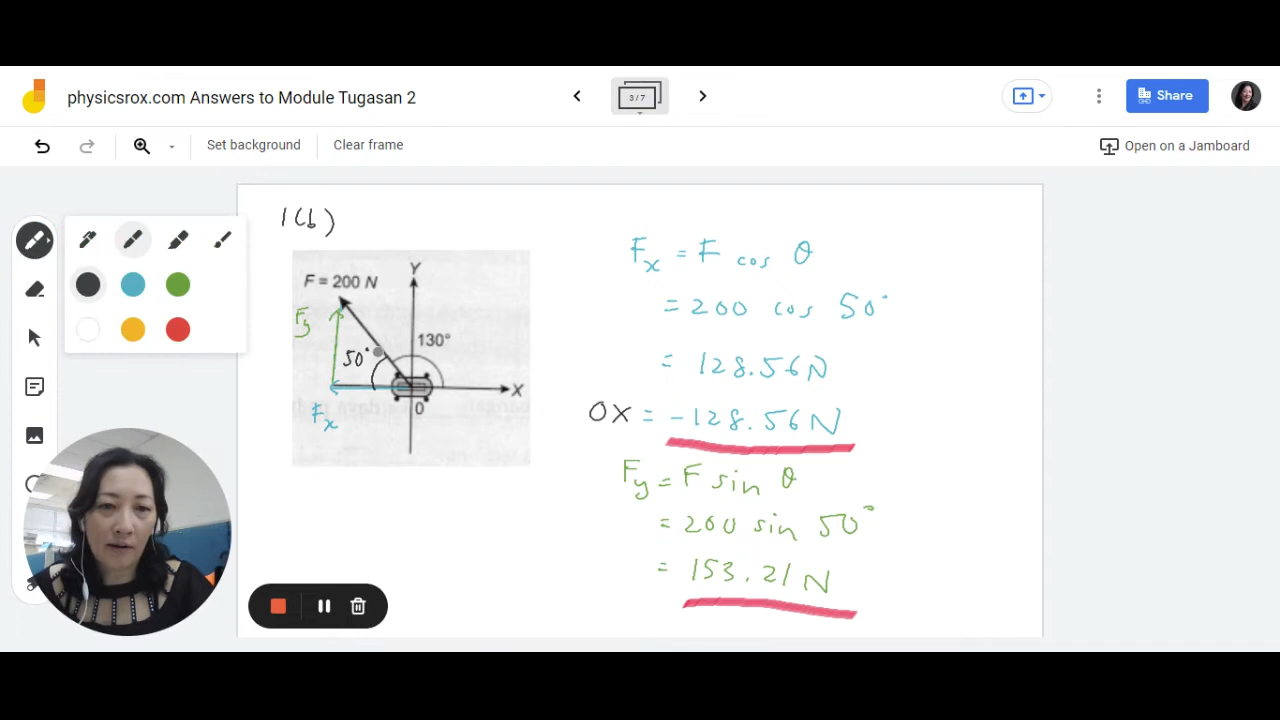 physicsrox.com Answers to Module Tugasan 2
3 / 7
Share
Set background
Clear frame
Open on a Jamboard
1(b)
F = 200 N
Y
Fy
130°
50°
X
0
Fx
Fx = F cos θ
= 200 cos 50°
= 128.56N
OX = -128.56N
Fy = F sin θ
= 200 sin 50°
= 153.21 N